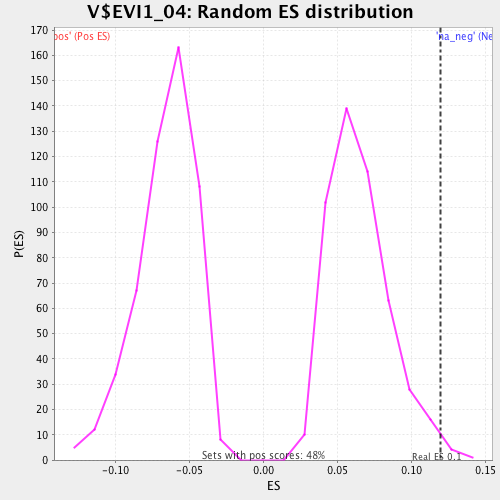 V$EVI1_04: Random ES distribution
pos' (Pos ES)
'na_neg' (Ne
170
160
150
140
130
120
110
100
90
80
70
60
50
40
30
20
10
0
P(ES)
Sets with pos scores: 48%
Real ES 0.1
-0.10 -0.05 0.00 0.05 0.10 0.15
ES